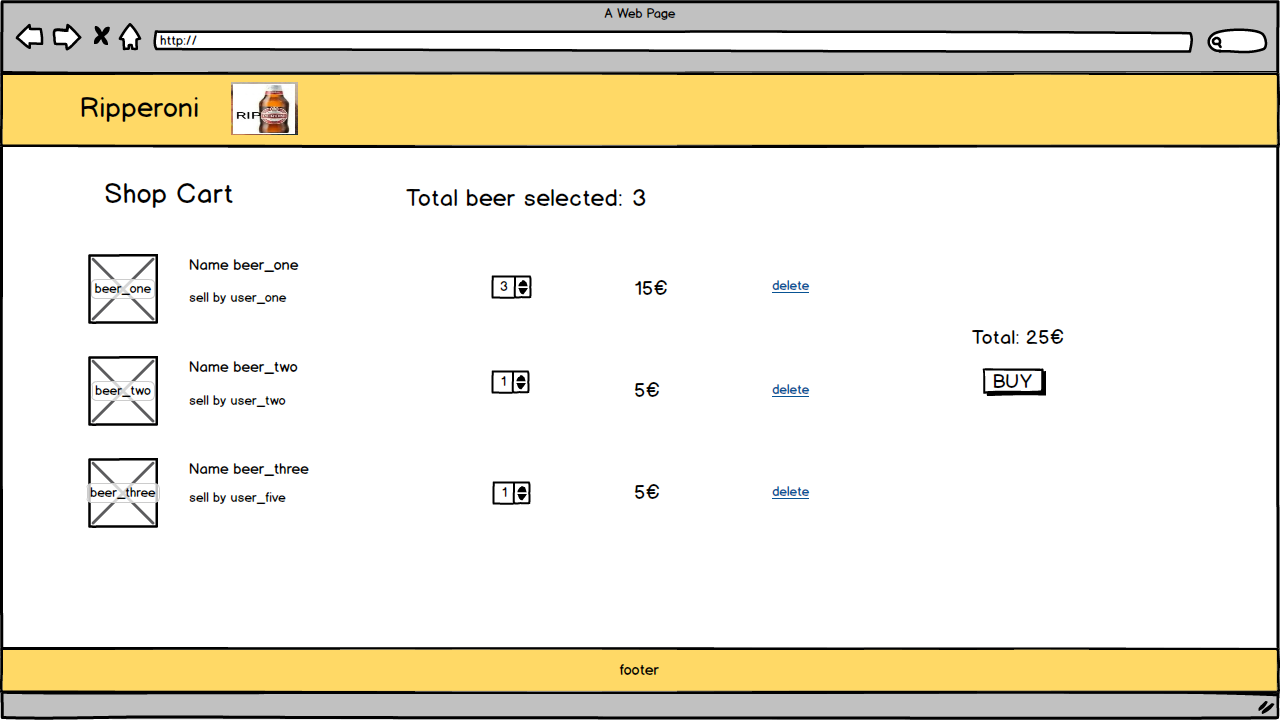 A Web Page
http://
Ripperoni
RIF
Shop Cart
Total beer selected: 3
beer_one
Name beer_one
sell by user_one
3
15€
delete
Total: 25€
BUY
beer_two
Name beer_two
sell by user_two
1
5€
delete
beer_three
Name beer_three
sell by user_five
1
5€
delete
footer